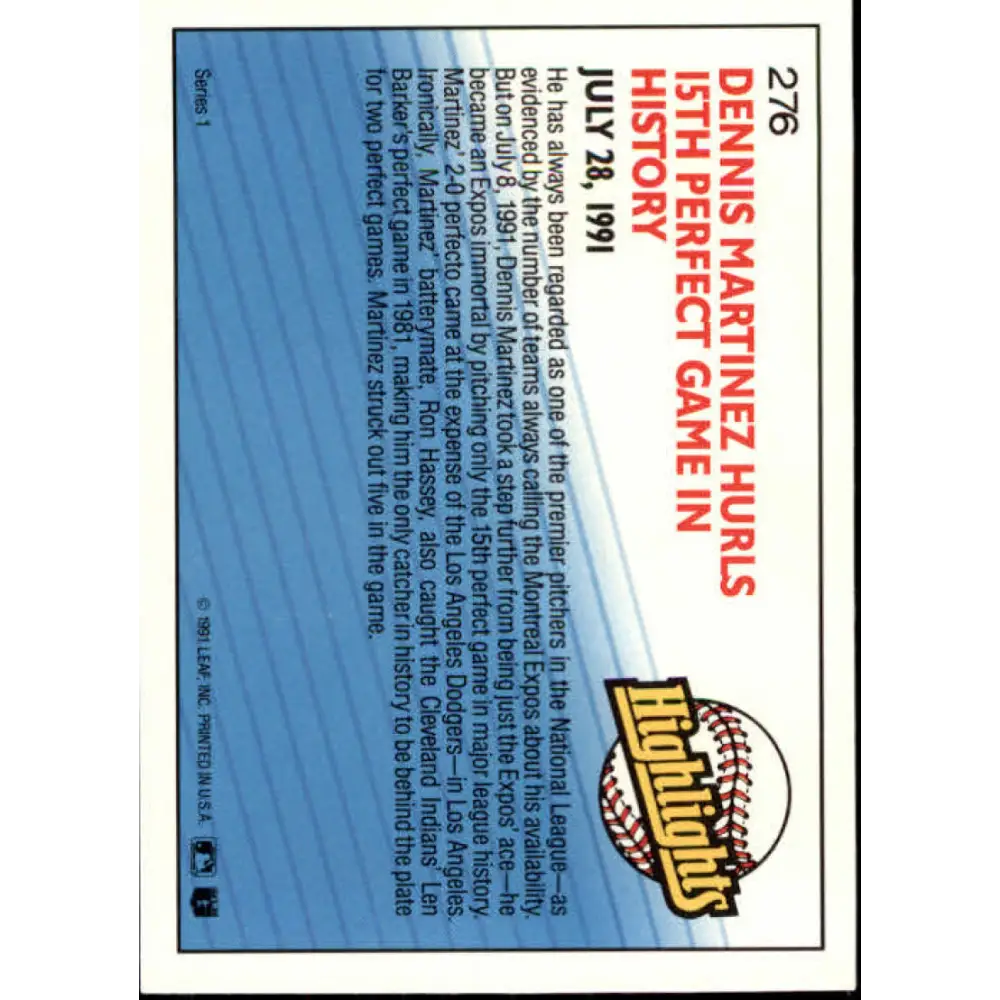 276
DENNIS MARTINEZ HURLS
15TH PERFECT GAME IN
HISTORY
JULY 28, 1991
Highlights
He has always been regarded as one of the premier pitchers in the National League—as
evidenced by the number of teams always calling the Montreal Expos about his availability.
But on July 8, 1991, Dennis Martinez took a step further from being just the Expos' ace—he
became an Expos immortal by pitching only the 15th perfect game in major league history.
Martinez' 2-0 perfecto came at the expense of the Los Angeles Dodgers—in Los Angeles.
Ironically, Martinez' batterymate, Ron Hassey, also caught the Cleveland Indians' Len
Barker's perfect game in 1981, making him the only catcher in history to be behind the plate
for two perfect games. Martinez struck out five in the game.
Series 1
© 1991 LEAF, INC. PRINTED IN U.S.A.